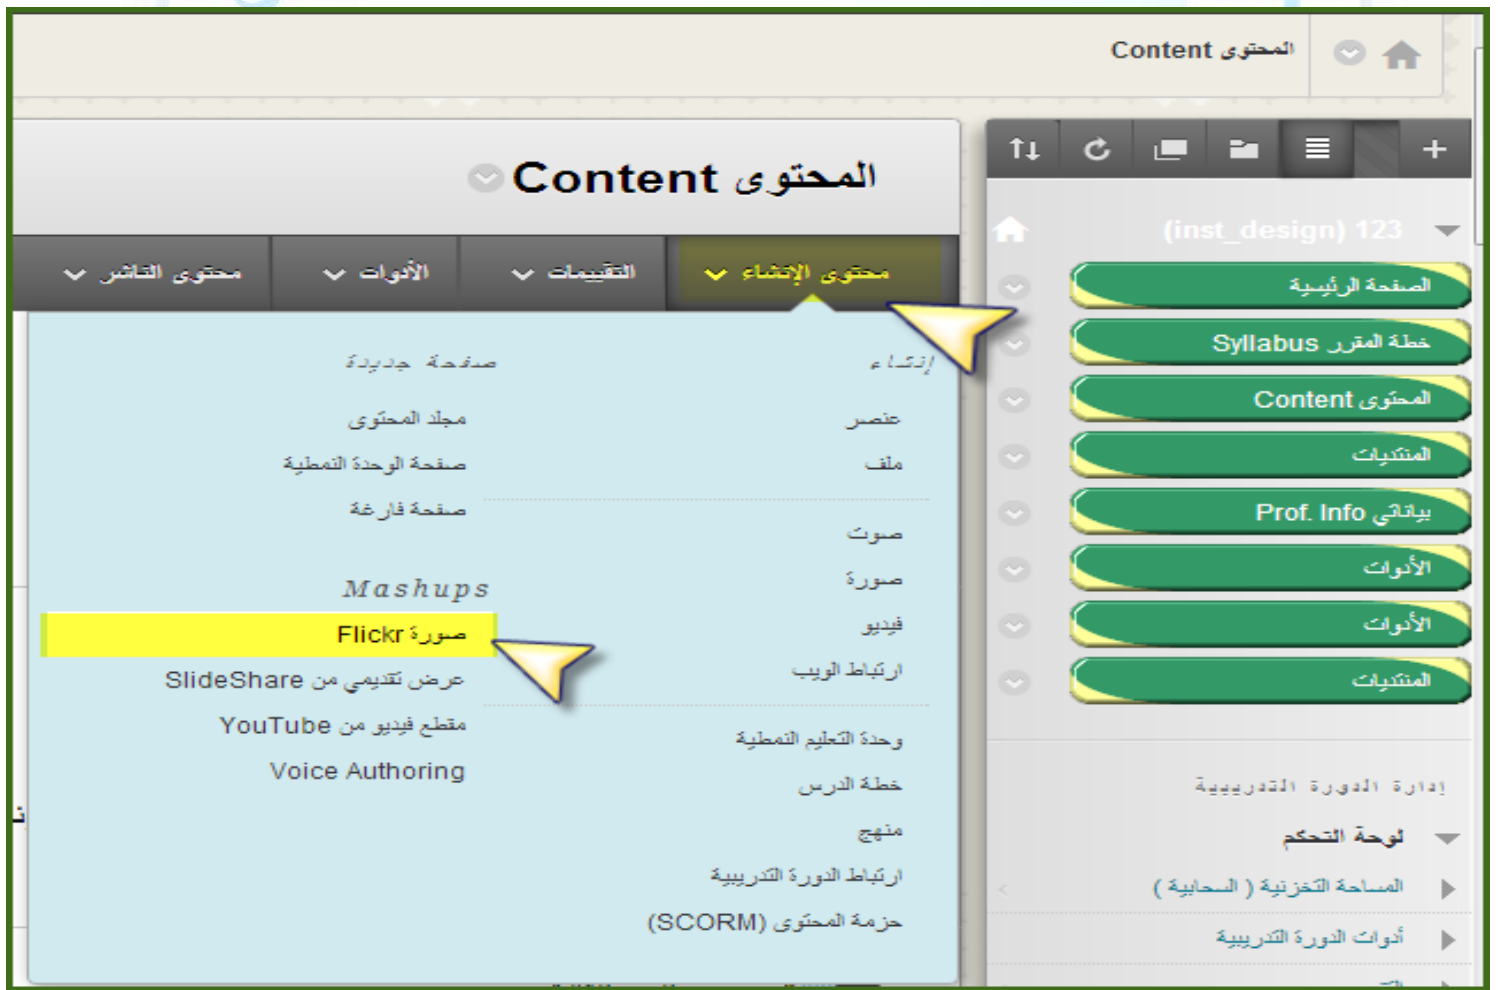 المحتوى Content
123 (inst_design)
الصفحة الرئيسية
خطة المقرر Syllabus
المحتوى Content
المنتديات
بياناتي Prof. Info
الأدوات
الأدوات
المنتديات
إدارة الدورة التدريبية
لوحة التحكم
المساحة التخزنية ( السحابية )
أدوات الدورة التدريبية
المحتوى Content
محتوى الإنشاء
التقييمات
الأدوات
محتوى الناشر
إنشاء
عنصر
ملف
صوت
صورة
فيديو
ارتباط الويب
وحدة التعليم النمطية
خطة الدرس
منهج
ارتباط الدورة التدريبية
حزمة المحتوى (SCORM)
صفحة جديدة
مجلد المحتوى
صفحة الوحدة النمطية
صفحة فارغة
Mashups
صورة Flickr
عرض تقديمي من SlideShare
مقطع فيديو من YouTube
Voice Authoring